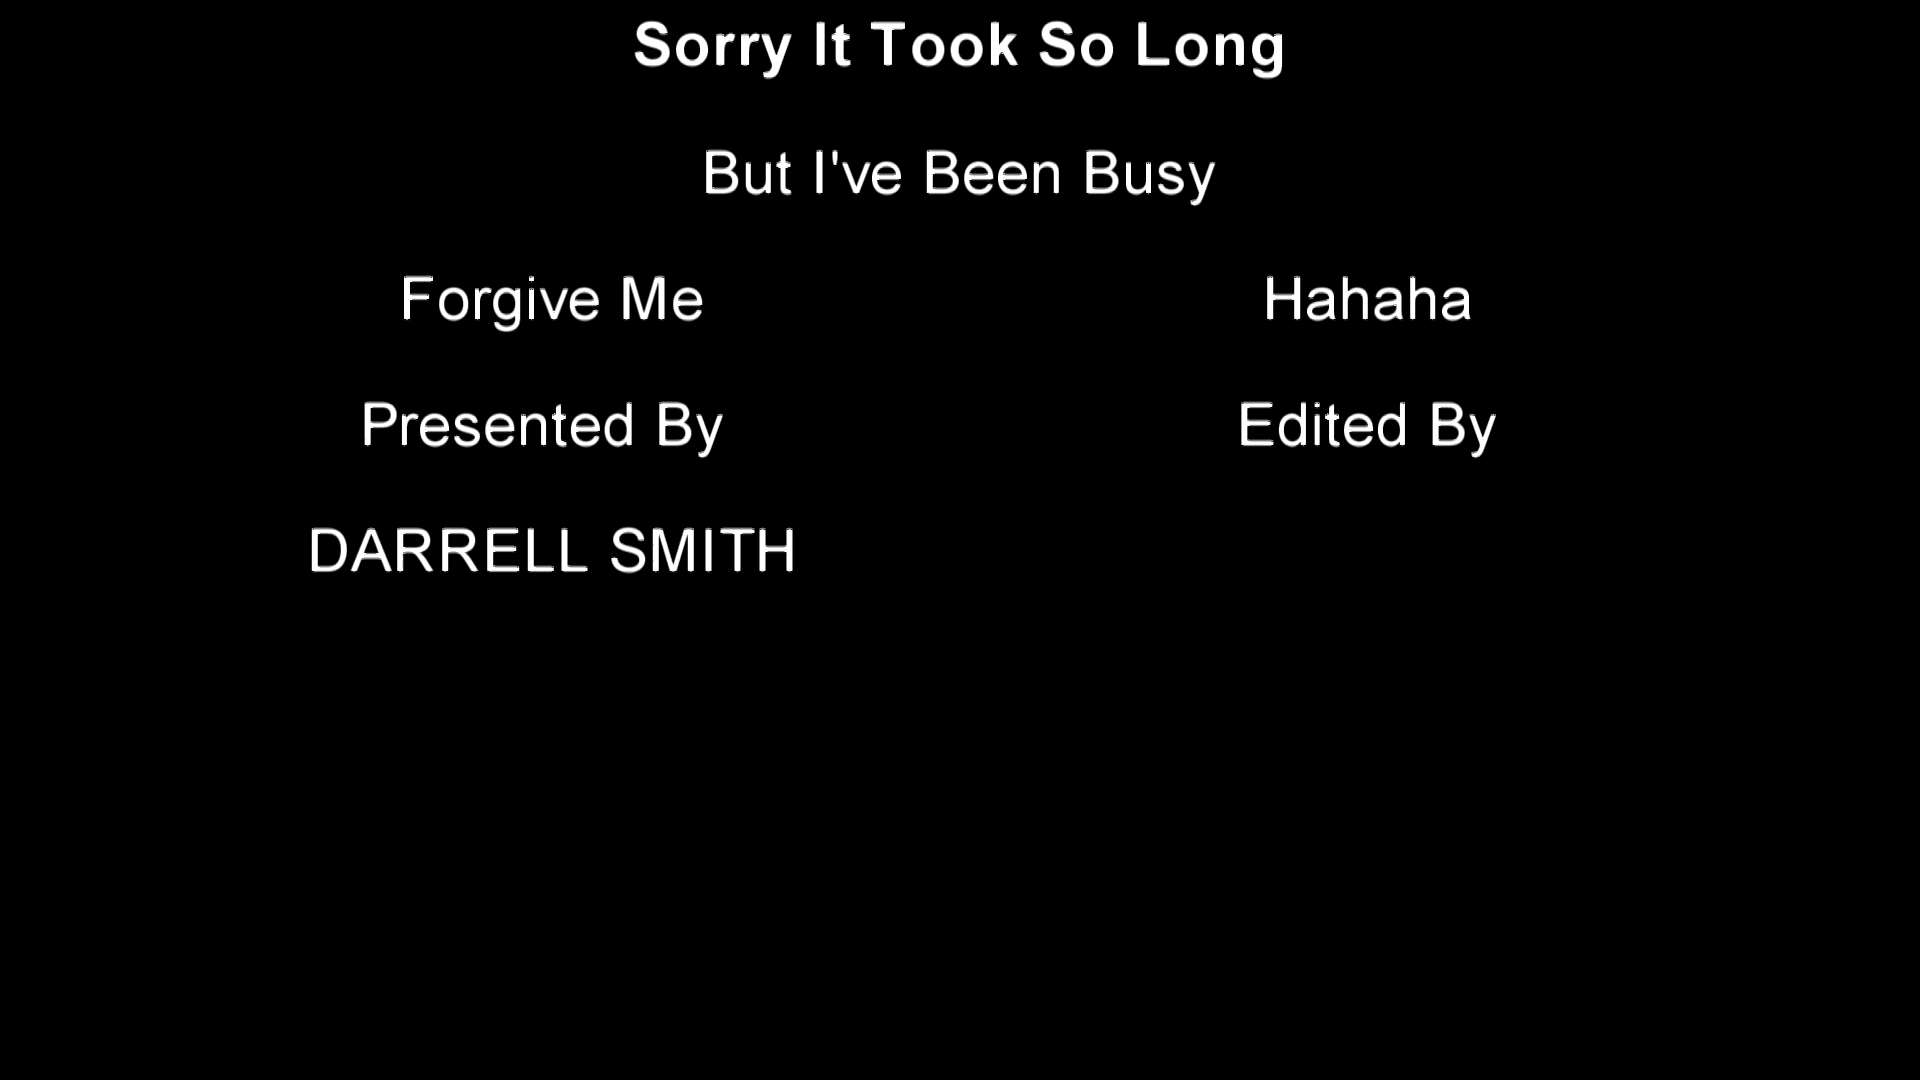 Sorry It Took So Long
But I've Been Busy
Forgive Me Hahaha
Presented By Edited By
DARRELL SMITH